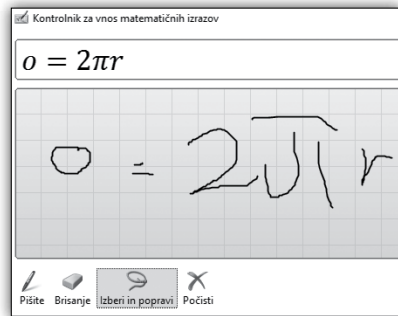 Kontrolnik za vnos matematičnih izrazov
o = 2πr
o = 2πr
Pišite Brisanje Izberi in popravi Počisti